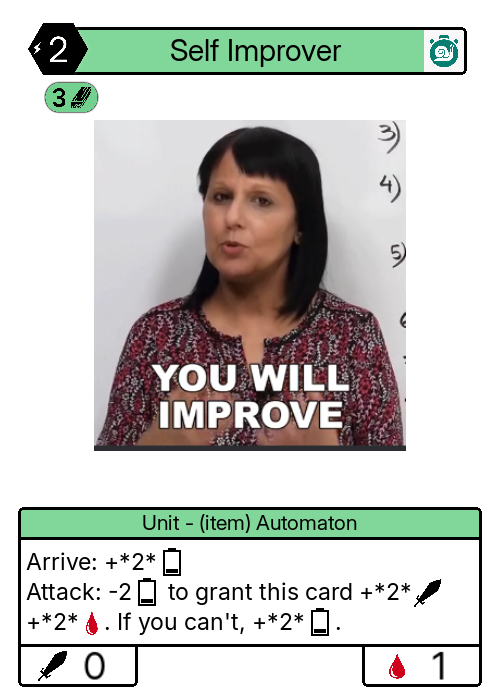 2
Self Improver
3
3)
4)
5)
6
YOU WILL
IMPROVE
Unit - (item) Automaton
Arrive: +*2*
Attack: -2 to grant this card +*2*
+*2* . If you can't, +*2* .
0
1